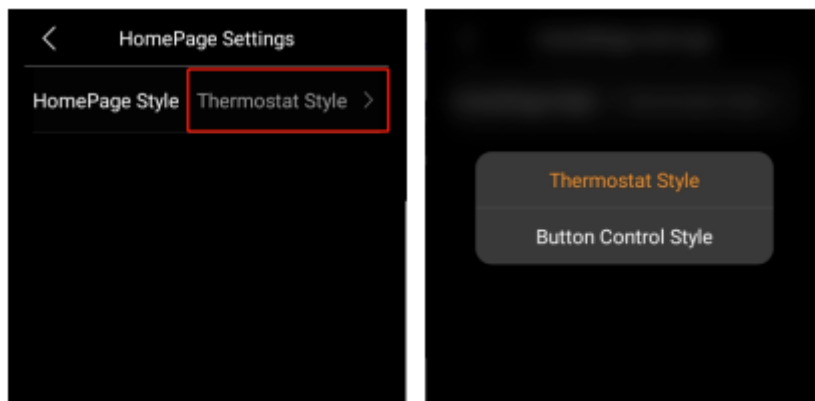 HomePage Settings
HomePage Style Thermostat Style
Thermostat Style
Button Control Style